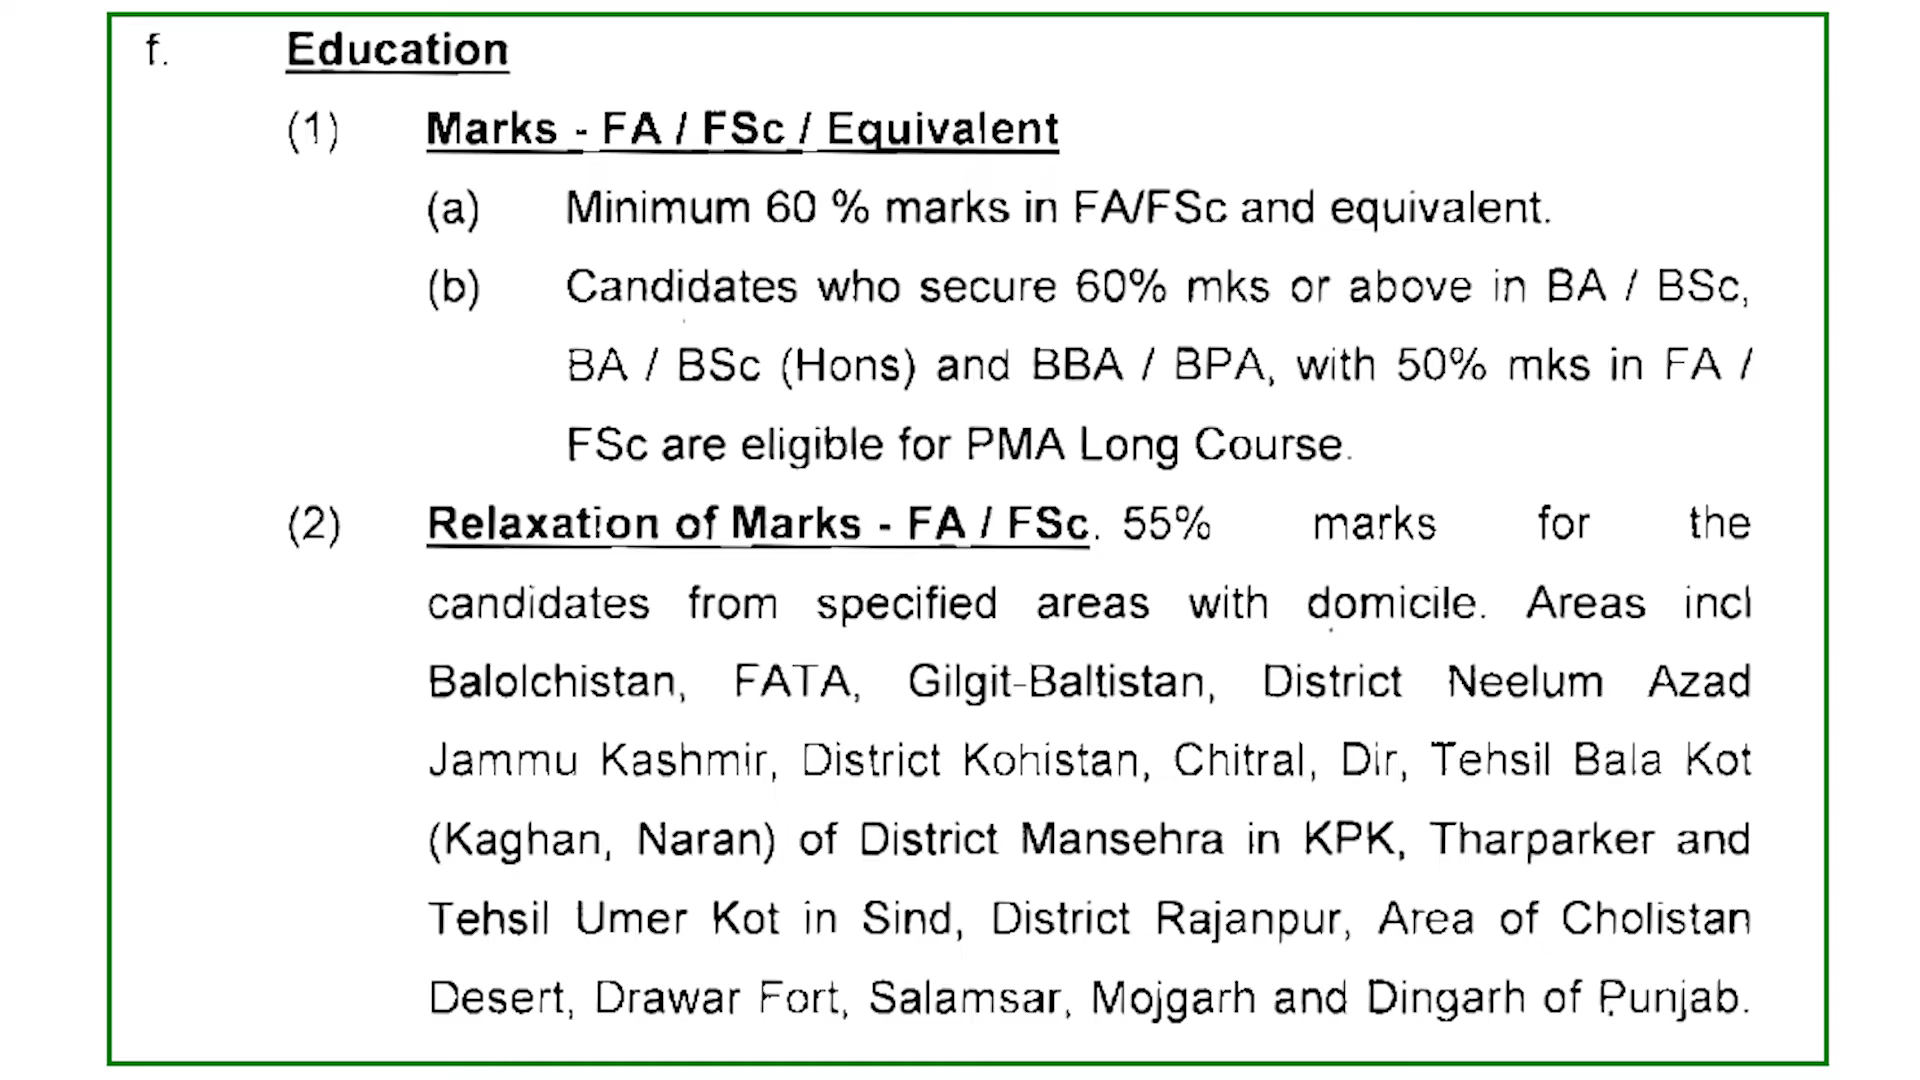 f. Education
(1) Marks - FA / FSc / Equivalent
(a) Minimum 60 % marks in FA/FSc and equivalent.
(b) Candidates who secure 60% mks or above in BA / BSc,
BA / BSc (Hons) and BBA / BPA, with 50% mks in FA /
FSc are eligible for PMA Long Course.
(2) Relaxation of Marks - FA / FSc. 55% marks for the
candidates from specified areas with domicile. Areas incl
Balolchistan, FATA, Gilgit-Baltistan, District Neelum Azad
Jammu Kashmir, District Kohistan, Chitral, Dir, Tehsil Bala Kot
(Kaghan, Naran) of District Mansehra in KPK, Tharparker and
Tehsil Umer Kot in Sind, District Rajanpur, Area of Cholistan
Desert, Drawar Fort, Salamsar, Mojgarh and Dingarh of Punjab.